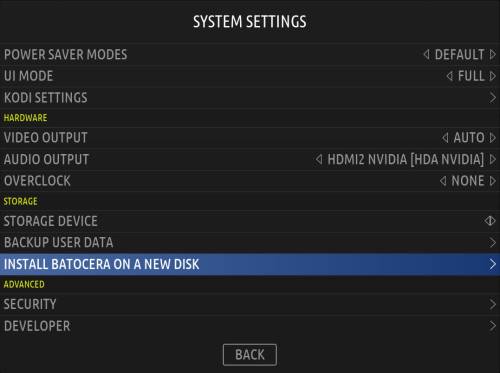 SYSTEM SETTINGS
POWER SAVER MODES DEFAULT
UI MODE FULL
KODI SETTINGS
HARDWARE
VIDEO OUTPUT AUTO
AUDIO OUTPUT HDMI2 NVIDIA [HDA NVIDIA]
OVERCLOCK NONE
STORAGE
STORAGE DEVICE
BACKUP USER DATA
INSTALL BATOCERA ON A NEW DISK
ADVANCED
SECURITY
DEVELOPER
BACK